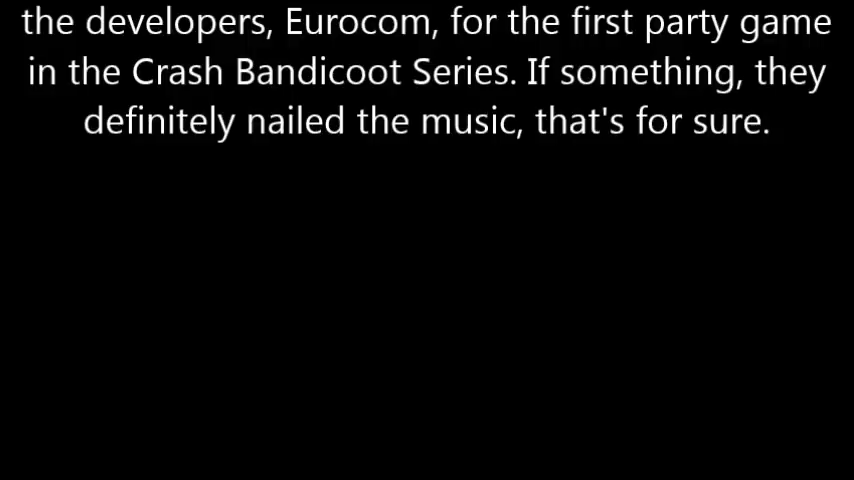 the developers, Eurocom, for the first party game
in the Crash Bandicoot Series. If something, they
definitely nailed the music, that's for sure.